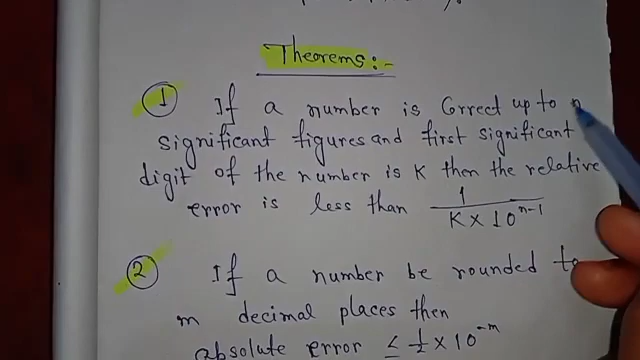 Theorems:-
① If a number is Correct up to n
significant figures and first significant
digit of the number is K then the relative
error is less than 1/(K×10^(n-1))
② If a number be rounded to
m decimal places then
absolute error ≤ 1/2 × 10^(-m)